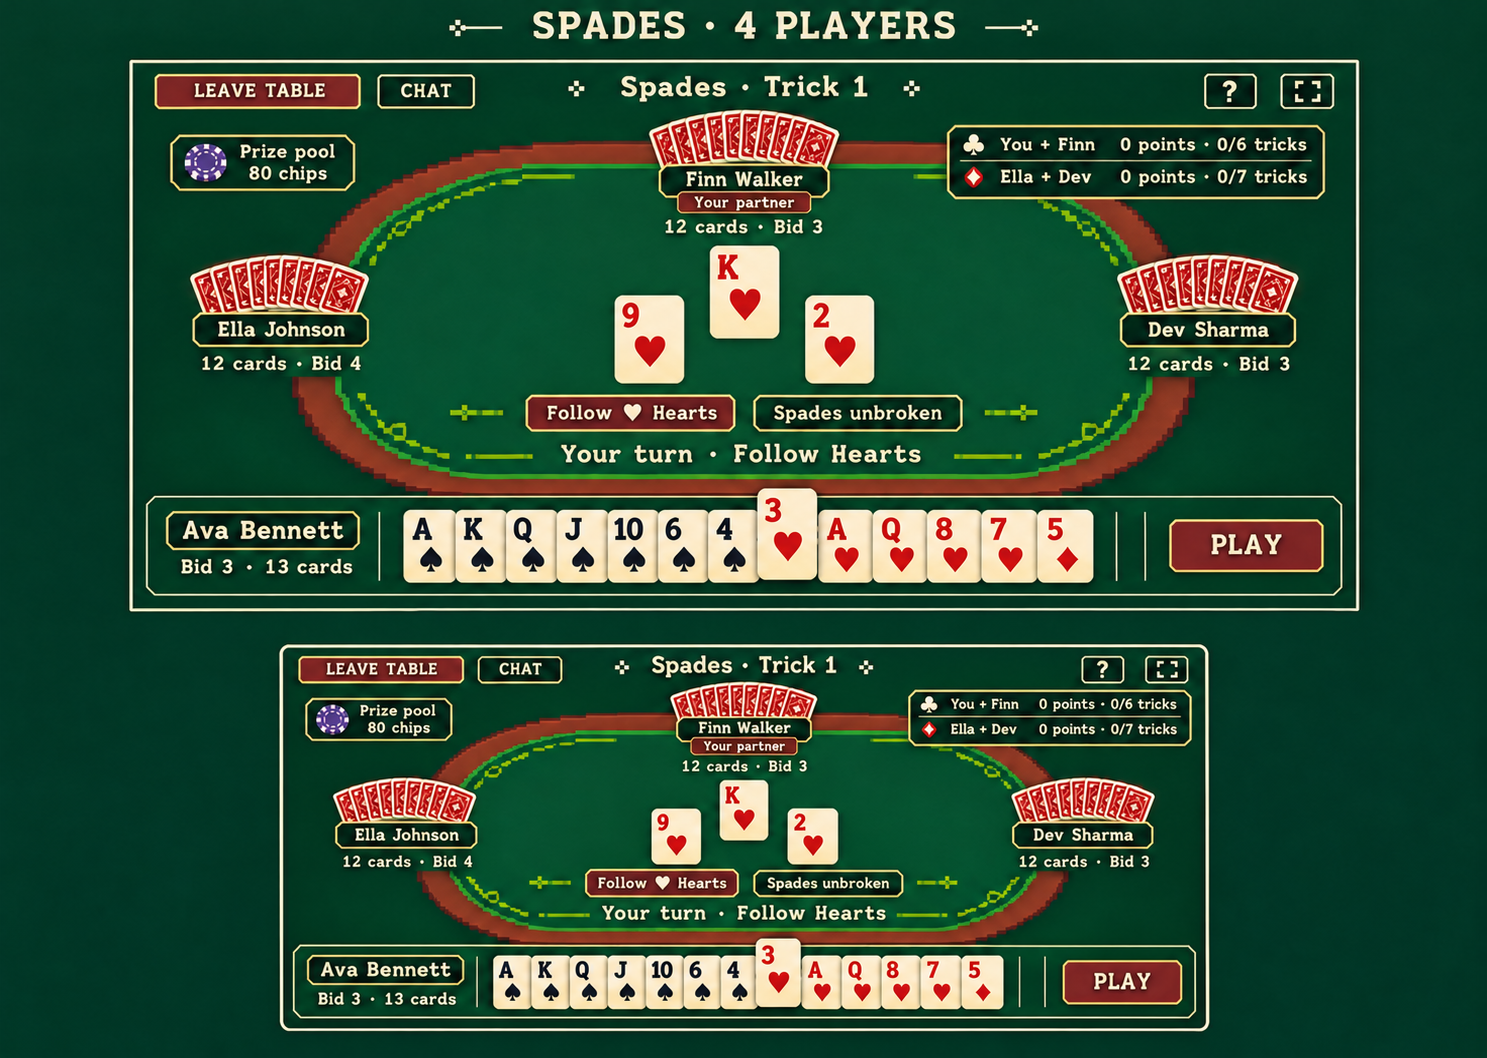 SPADES · 4 PLAYERS
LEAVE TABLE
CHAT
Spades · Trick 1
?
Prize pool
80 chips
You + Finn 0 points · 0/6 tricks
Ella + Dev 0 points · 0/7 tricks
Finn Walker
Your partner
12 cards · Bid 3
Ella Johnson
12 cards · Bid 4
Dev Sharma
12 cards · Bid 3
K
9
2
Follow ♥ Hearts
Spades unbroken
Your turn · Follow Hearts
Ava Bennett
Bid 3 · 13 cards
A K Q J 10 6 4 3 A Q 8 7 5
PLAY
LEAVE TABLE
CHAT
Spades · Trick 1
?
Prize pool
80 chips
You + Finn 0 points · 0/6 tricks
Ella + Dev 0 points · 0/7 tricks
Finn Walker
Your partner
12 cards · Bid 3
Ella Johnson
12 cards · Bid 4
Dev Sharma
12 cards · Bid 3
K
9
2
Follow ♥ Hearts
Spades unbroken
Your turn · Follow Hearts
Ava Bennett
Bid 3 · 13 cards
A K Q J 10 6 4 3 A Q 8 7 5
PLAY